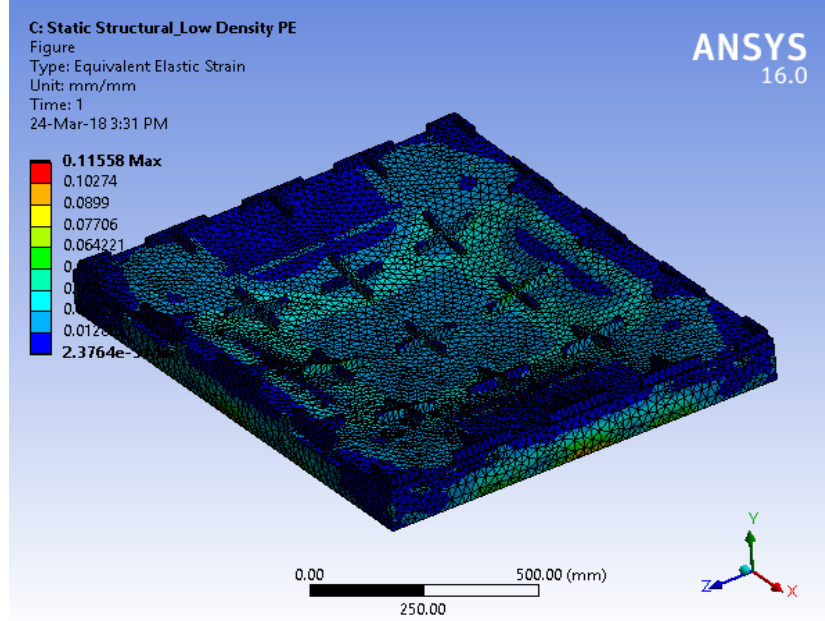 C: Static Structural_Low Density PE
Figure
Type: Equivalent Elastic Strain
Unit: mm/mm
Time: 1
24-Mar-18 3:31 PM
ANSYS
16.0
0.11558 Max
0.10274
0.0899
0.07706
0.064221
2.3764e-
0.00
500.00 (mm)
250.00
Y
Z
X